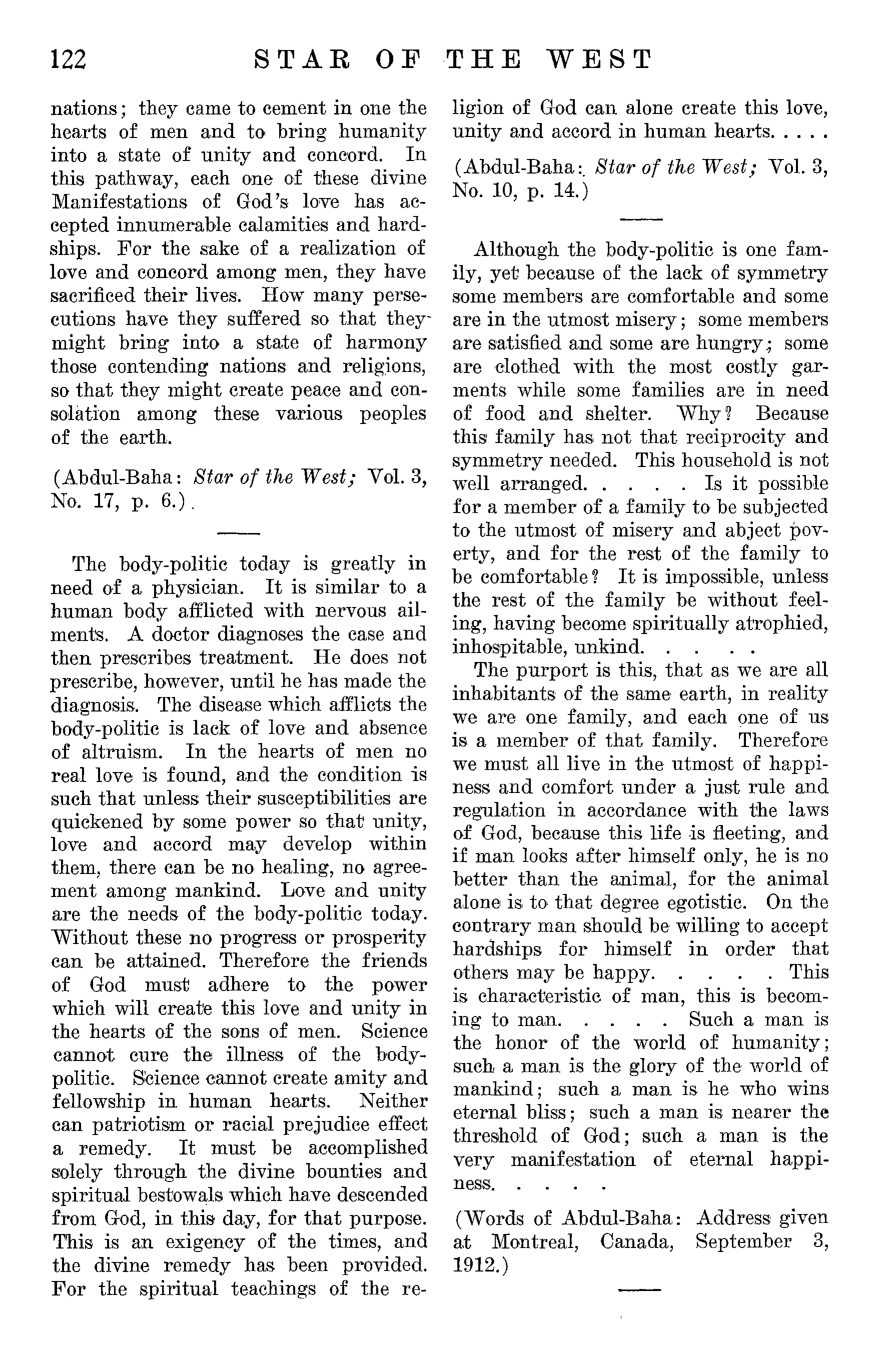 122 STAR OF THE WEST
nations; they came to cement in one the
hearts of men and to bring humanity
into a state of unity and concord. In
this pathway, each one of these divine
Manifestations of God's love has ac-
cepted innumerable calamities and hard-
ships. For the sake of a realization of
love and concord among men, they have
sacrificed their lives. How many perse-
cutions have they suffered so that they
might bring into a state of harmony
those contending nations and religions,
so that they might create peace and con-
solation among these various peoples
of the earth.
(Abdul-Baha: Star of the West; Vol. 3,
No. 17, p. 6.)
The body-politic today is greatly in
need of a physician. It is similar to a
human body afflicted with nervous ail-
ments. A doctor diagnoses the case and
then prescribes treatment. He does not
prescribe, however, until he has made the
diagnosis. The disease which afflicts the
body-politic is lack of love and absence
of altruism. In the hearts of men no
real love is found, and the condition is
such that unless their susceptibilities are
quickened by some power so that unity,
love and accord may develop within
them, there can be no healing, no agree-
ment among mankind. Love and unity
are the needs of the body-politic today.
Without these no progress or prosperity
can be attained. Therefore the friends
of God must adhere to the power
which will create this love and unity in
the hearts of the sons of men. Science
cannot cure the illness of the body-
politic. Science cannot create amity and
fellowship in human hearts. Neither
can patriotism or racial prejudice effect
a remedy. It must be accomplished
solely through the divine bounties and
spiritual bestowals which have descended
from God, in this day, for that purpose.
This is an exigency of the times, and
the divine remedy has been provided.
For the spiritual teachings of the re-
ligion of God can alone create this love,
unity and accord in human hearts. . . . .
(Abdul-Baha: Star of the West; Vol. 3,
No. 10, p. 14.)
Although the body-politic is one fam-
ily, yet because of the lack of symmetry
some members are comfortable and some
are in the utmost misery; some members
are satisfied and some are hungry; some
are clothed with the most costly gar-
ments while some families are in need
of food and shelter. Why? Because
this family has not that reciprocity and
symmetry needed. This household is not
well arranged. . . . . Is it possible
for a member of a family to be subjected
to the utmost of misery and abject pov-
erty, and for the rest of the family to
be comfortable? It is impossible, unless
the rest of the family be without feel-
ing, having become spiritually atrophied,
inhospitable, unkind. . . . .
The purport is this, that as we are all
inhabitants of the same earth, in reality
we are one family, and each one of us
is a member of that family. Therefore
we must all live in the utmost of happi-
ness and comfort under a just rule and
regulation in accordance with the laws
of God, because this life is fleeting, and
if man looks after himself only, he is no
better than the animal, for the animal
alone is to that degree egotistic. On the
contrary man should be willing to accept
hardships for himself in order that
others may be happy. . . . . This
is characteristic of man, this is becom-
ing to man. . . . . Such a man is
the honor of the world of humanity;
such a man is the glory of the world of
mankind; such a man is he who wins
eternal bliss; such a man is nearer the
threshold of God; such a man is the
very manifestation of eternal happi-
ness. . . . .
(Words of Abdul-Baha: Address given
at Montreal, Canada, September 3,
1912.)